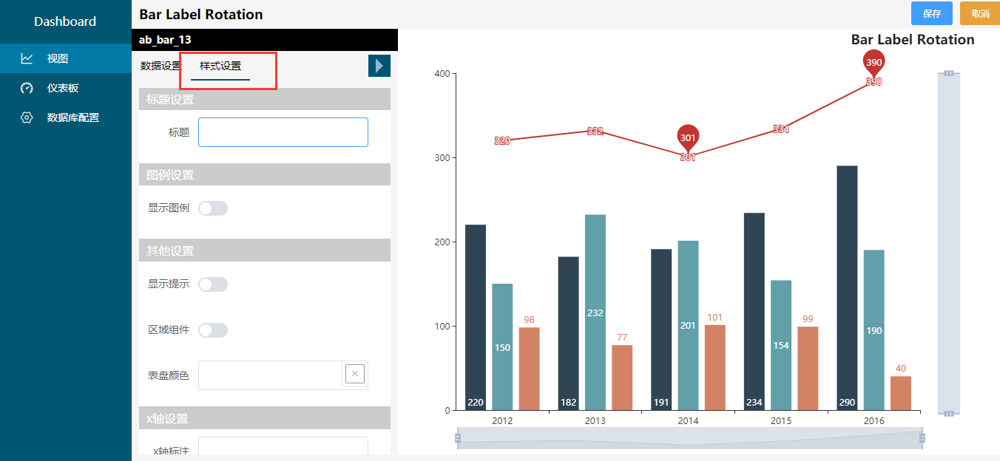 Dashboard
视图
仪表板
数据库配置
Bar Label Rotation
保存
取消
ab_bar_13
数据设置
样式设置
标题设置
标题
图例设置
显示图例
其他设置
显示提示
区域组件
表盘颜色
x轴设置
x轴标注
Bar Label Rotation
400
300
200
100
0
390
301
320
332
301
334
390
220
150
98
182
232
77
191
201
101
234
154
99
290
190
40
2012
2013
2014
2015
2016